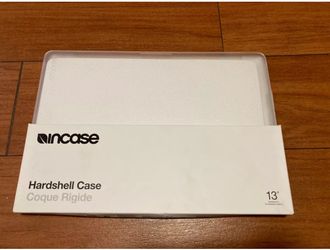 incase
Hardshell Case
Coque Rigide
13"